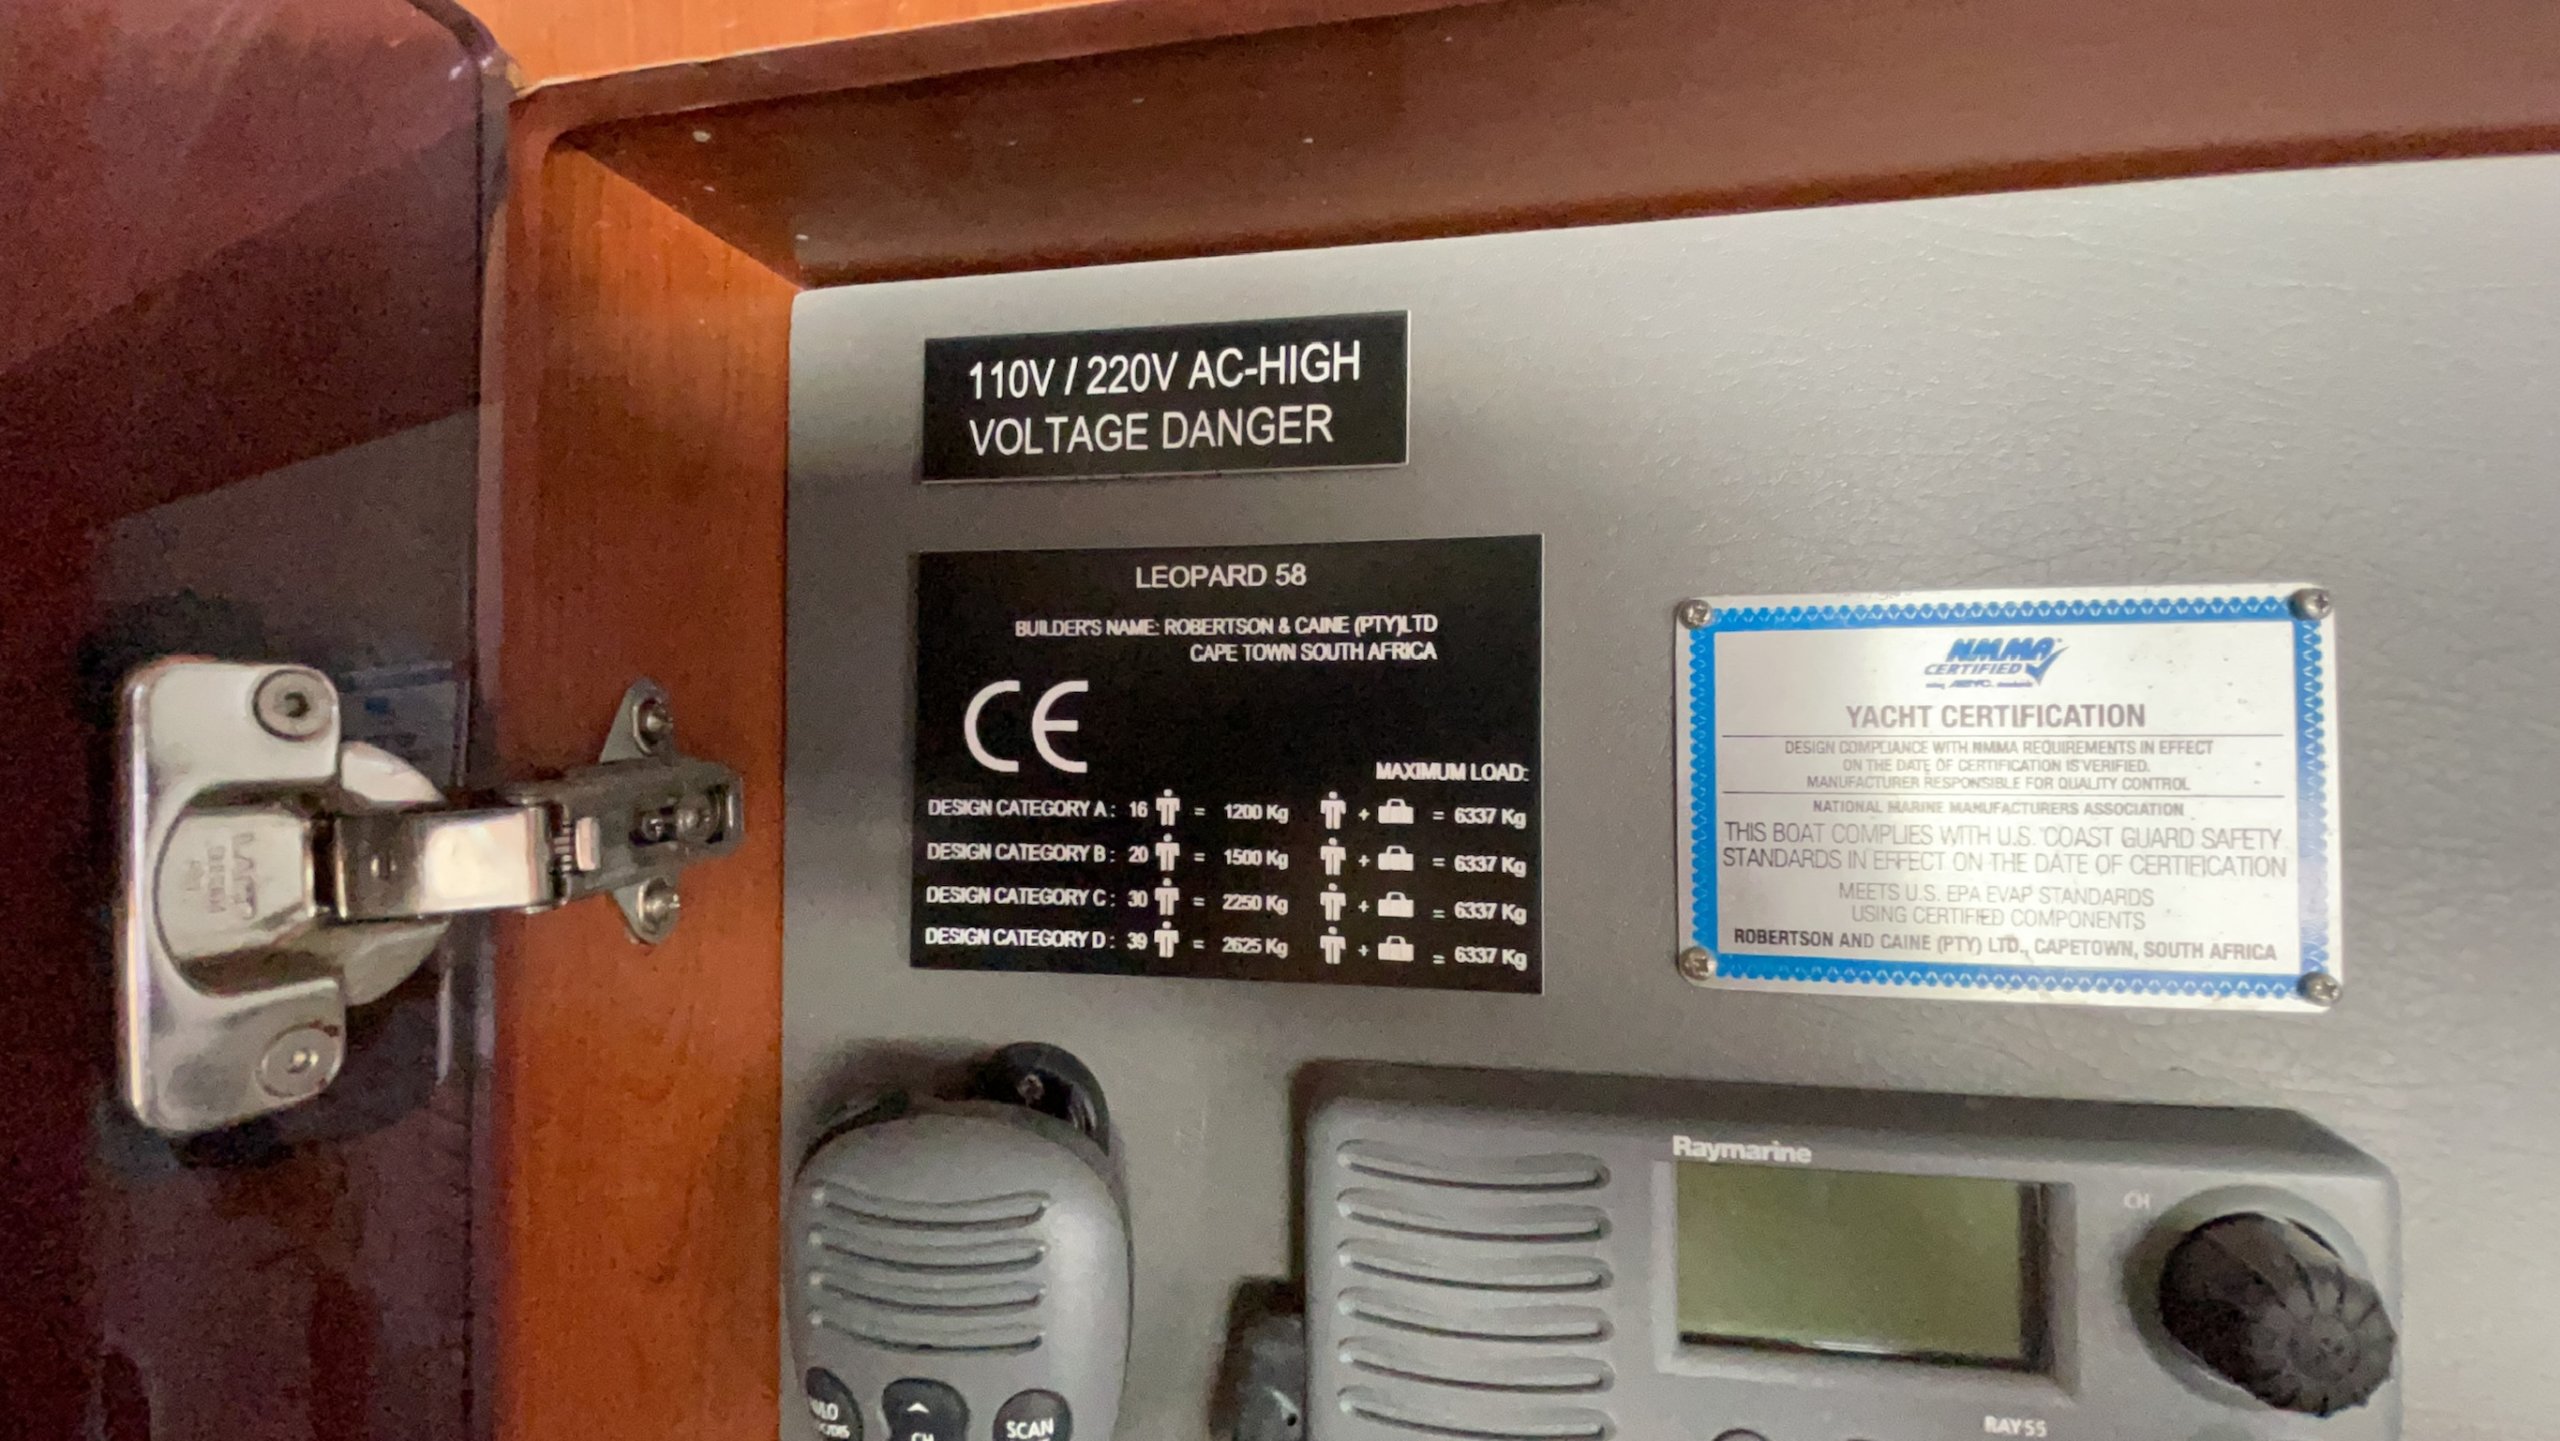 110V / 220V AC-HIGH
VOLTAGE DANGER
LEOPARD 58
BUILDER'S NAME: ROBERTSON & CAINE (PTY)LTD
CAPE TOWN SOUTH AFRICA
CE
MAXIMUM LOAD:
DESIGN CATEGORY A: 16 = 1200 Kg + = 6337 Kg
DESIGN CATEGORY B: 20 = 1500 Kg + = 6337 Kg
DESIGN CATEGORY C: 30 = 2250 Kg + = 6337 Kg
DESIGN CATEGORY D: 39 = 2625 Kg + = 6337 Kg
NMMA
CERTIFIED
using ABYC standards
YACHT CERTIFICATION
DESIGN COMPLIANCE WITH NMMA REQUIREMENTS IN EFFECT
ON THE DATE OF CERTIFICATION IS VERIFIED.
MANUFACTURER RESPONSIBLE FOR QUALITY CONTROL
NATIONAL MARINE MANUFACTURERS ASSOCIATION
THIS BOAT COMPLIES WITH U.S. COAST GUARD SAFETY
STANDARDS IN EFFECT ON THE DATE OF CERTIFICATION
MEETS U.S. EPA EVAP STANDARDS
USING CERTIFIED COMPONENTS
ROBERTSON AND CAINE (PTY) LTD., CAPETOWN, SOUTH AFRICA
Raymarine
CH
RAY55
CH
SCAN